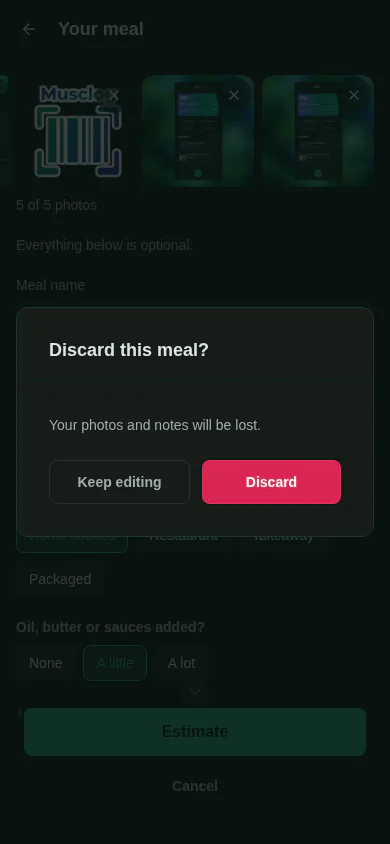 Your meal
5 of 5 photos
Everything below is optional.
Meal name
Discard this meal?
Your photos and notes will be lost.
Keep editing
Discard
Home cooked
Restaurant
Takeaway
Packaged
Oil, butter or sauces added?
None
A little
A lot
Estimate
Cancel